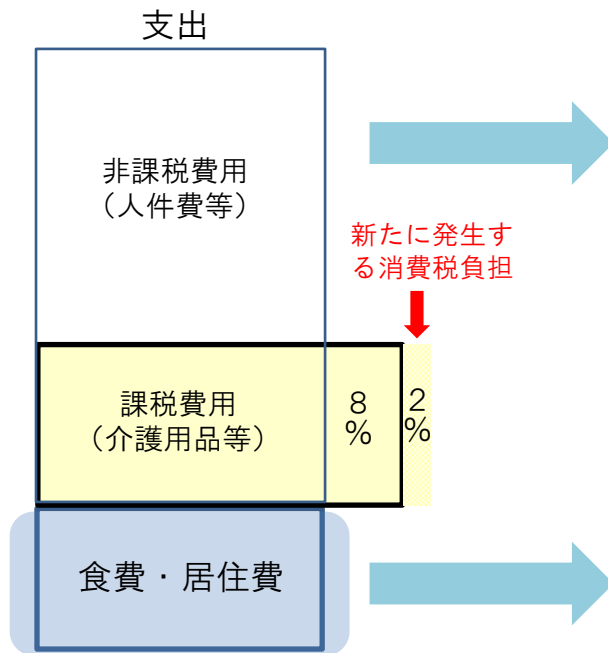 支出
非課税費用
（人件費等）
新たに発生す
る消費税負担
課税費用
（介護用品等）
8
%
2
%
食費・居住費